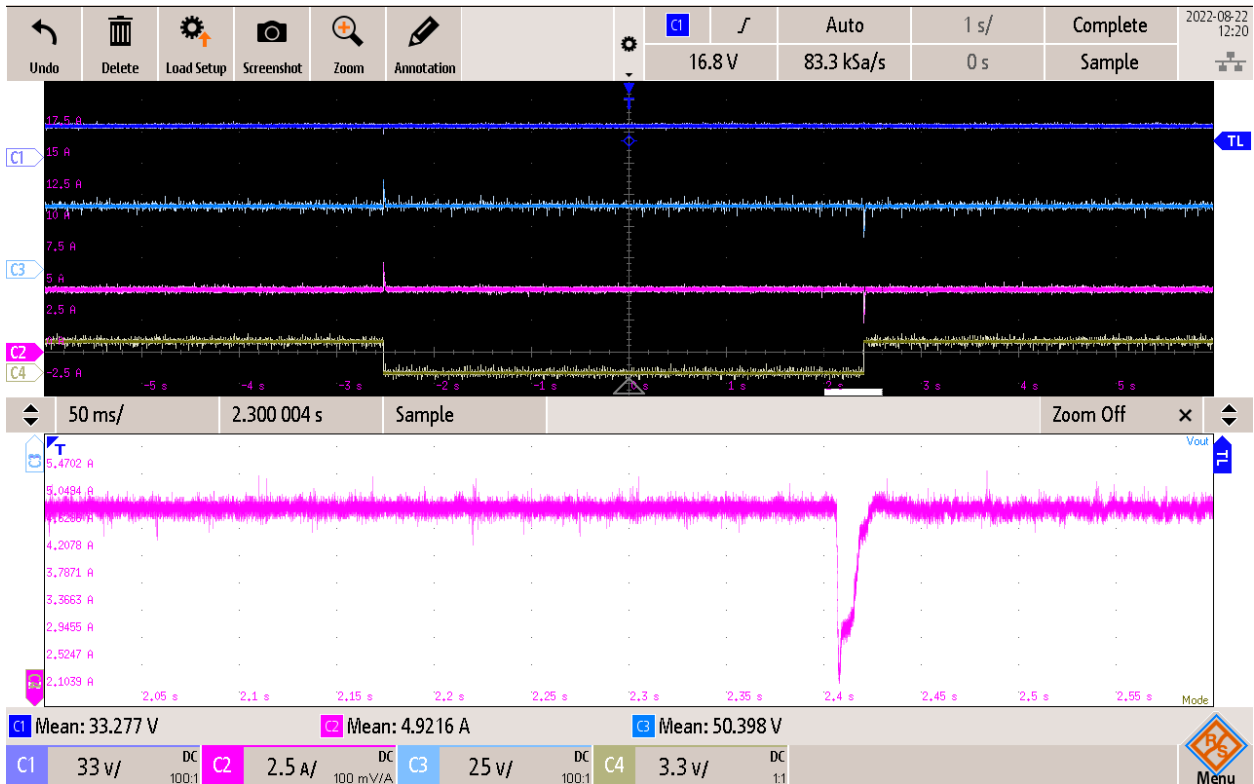 Undo Delete Load Setup Screenshot Zoom Annotation
C1 Auto 1 s/ Complete 2022-08-22
12:20
16.8 V 83.3 kSa/s 0 s Sample
T
17.5 A
C1 15 A TL
12.5 A
10 A
7.5 A
C3
5 A
2.5 A
C2
C4 -2.5 A
-5 s -4 s -3 s -2 s -1 s 0 s 1 s 2 s 3 s 4 s 5 s
50 ms/ 2.300 004 s Sample Zoom Off ×
T Vout
C3 5.4702 A TL
5.0494 A
4.6286 A
4.2078 A
3.7871 A
3.3663 A
2.9455 A
2.5247 A
C2 2.1039 A
2.05 s 2.1 s 2.15 s 2.2 s 2.25 s 2.3 s 2.35 s 2.4 s 2.45 s 2.5 s 2.55 s Mode
C1 Mean: 33.277 V C2 Mean: 4.9216 A C3 Mean: 50.398 V
R/S
C1 33 V/ DC 100:1 C2 2.5 A/ DC 100 mV/A C3 25 V/ DC 100:1 C4 3.3 V/ DC 1:1 Menu